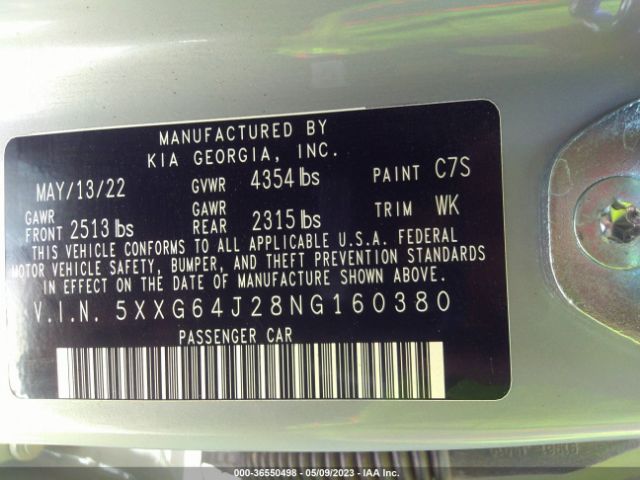 MANUFACTURED BY
KIA GEORGIA, INC.
MAY/13/22 GVWR 4354 lbs PAINT C7S
GAWR FRONT 2513 lbs GAWR REAR 2315 lbs TRIM WK
THIS VEHICLE CONFORMS TO ALL APPLICABLE U.S.A. FEDERAL
MOTOR VEHICLE SAFETY, BUMPER, AND THEFT PREVENTION STANDARDS
IN EFFECT ON THE DATE OF MANUFACTURE SHOWN ABOVE.
V.I.N. 5XXG64J28NG160380
PASSENGER CAR
000-36550498 - 05/09/2023 - IAA Inc.